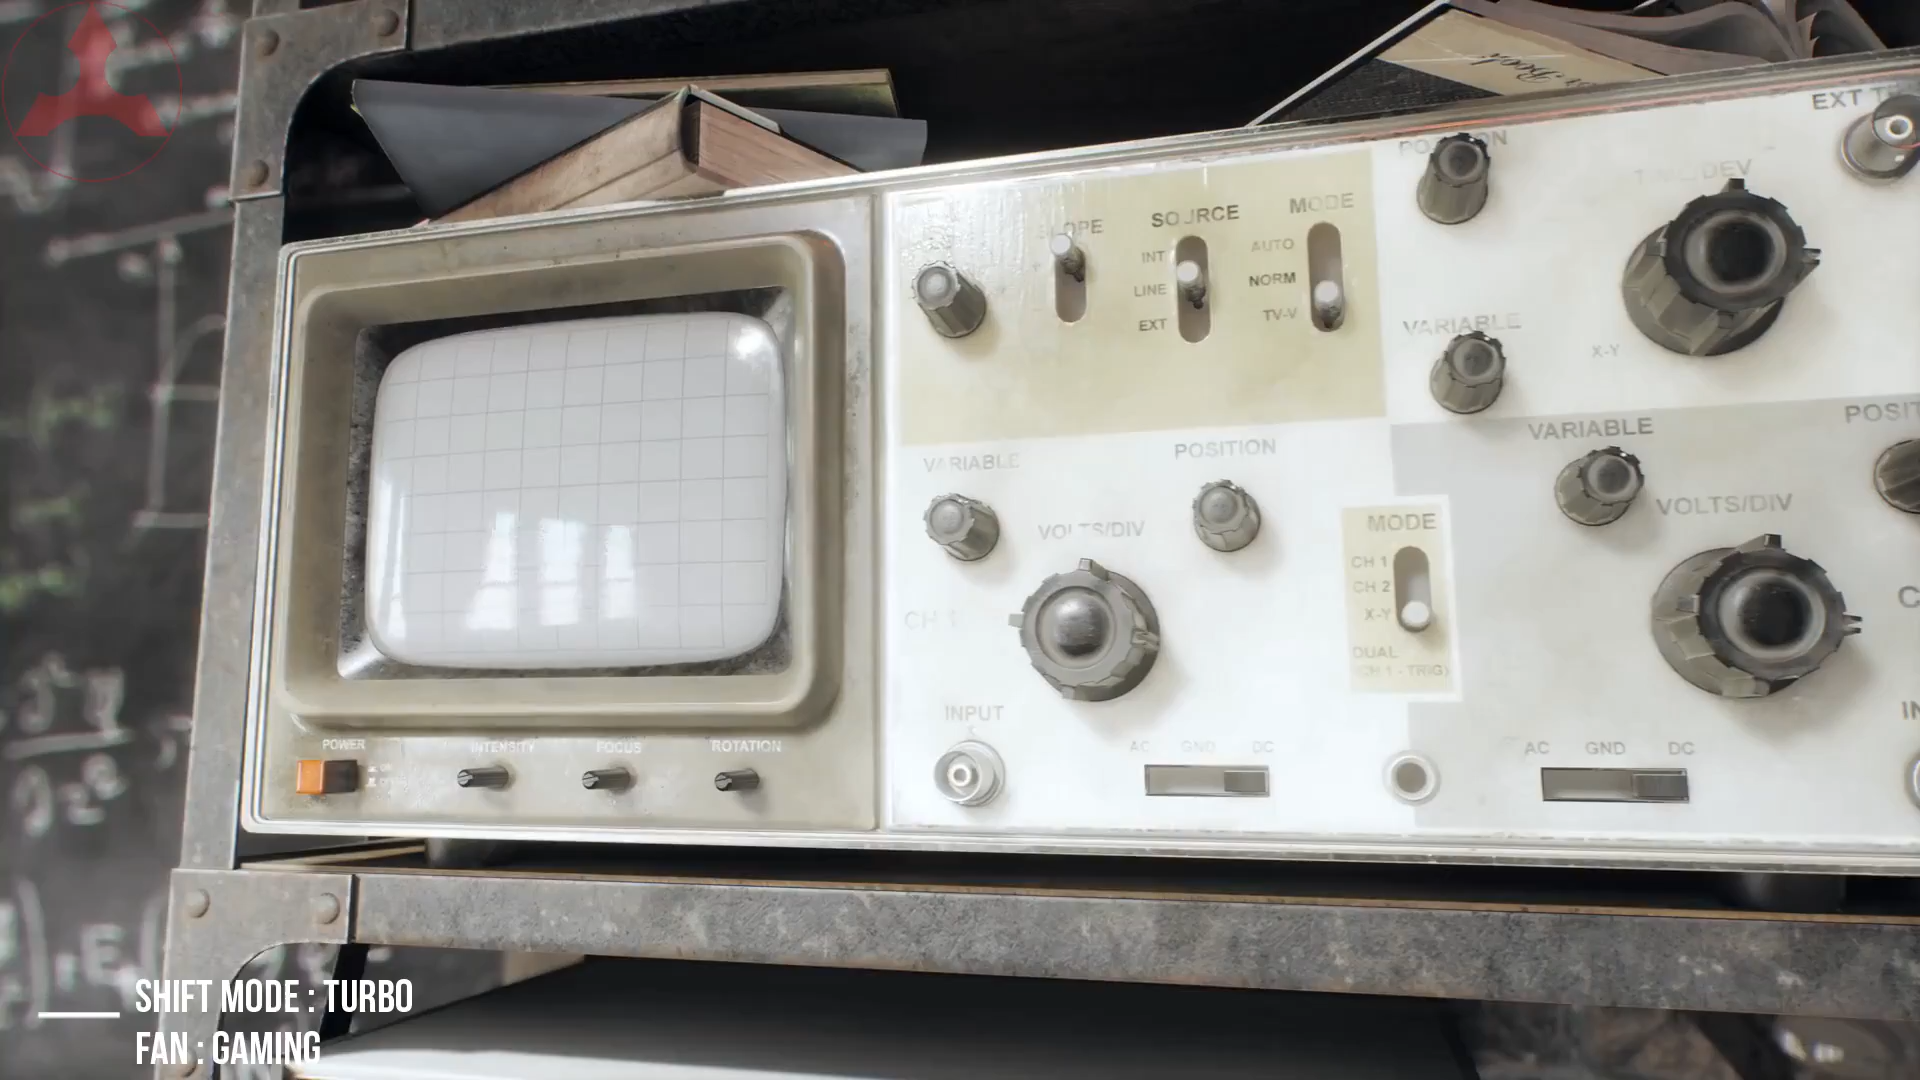 EXT
SOURCE
MODE
AUTO
INT
NORM
LINE
TV-V
EXT
VARIABLE
X-Y
VARIABLE
POSITION
VARIABLE
VOLTS/DIV
VOLTS/DIV
MODE
CH 1
CH 2
X-Y
DUAL
(CH 1 - TRIG)
INPUT
POWER
INTENSITY
FOCUS
ROTATION
AC GND DC
AC GND DC
SHIFT MODE : TURBO
FAN : GAMING